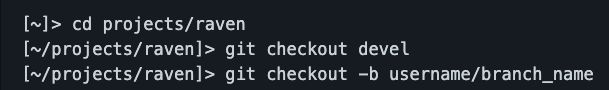 [~]> cd projects/raven
[~/projects/raven]> git checkout devel
[~/projects/raven]> git checkout -b username/branch_name